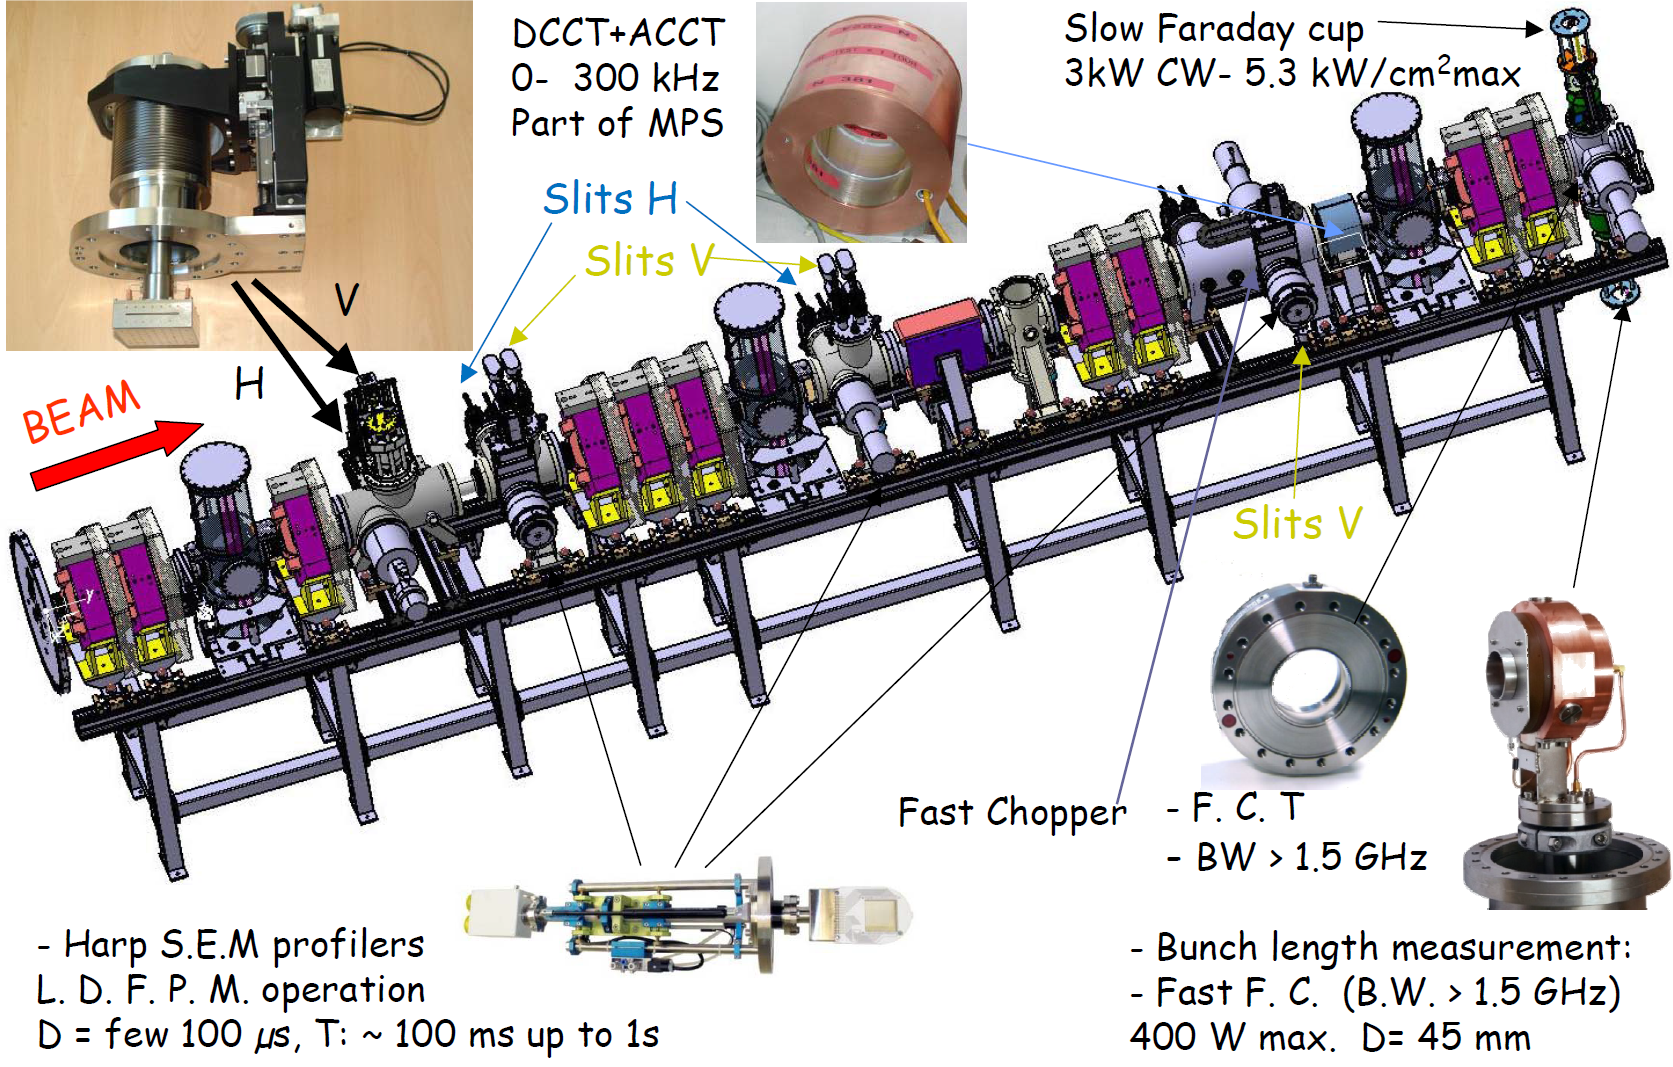 DCCT+ACCT
0- 300 kHz
Part of MPS
Slow Faraday cup
3kW CW- 5.3 kW/cm²max
Slits H
Slits V
V
H
BEAM
y
Slits V
Fast Chopper
- F. C. T
- BW > 1.5 GHz
- Harp S.E.M profilers
L. D. F. P. M. operation
D = few 100 µs, T: ~ 100 ms up to 1s
- Bunch length measurement:
- Fast F. C. (B.W. > 1.5 GHz)
400 W max. D= 45 mm